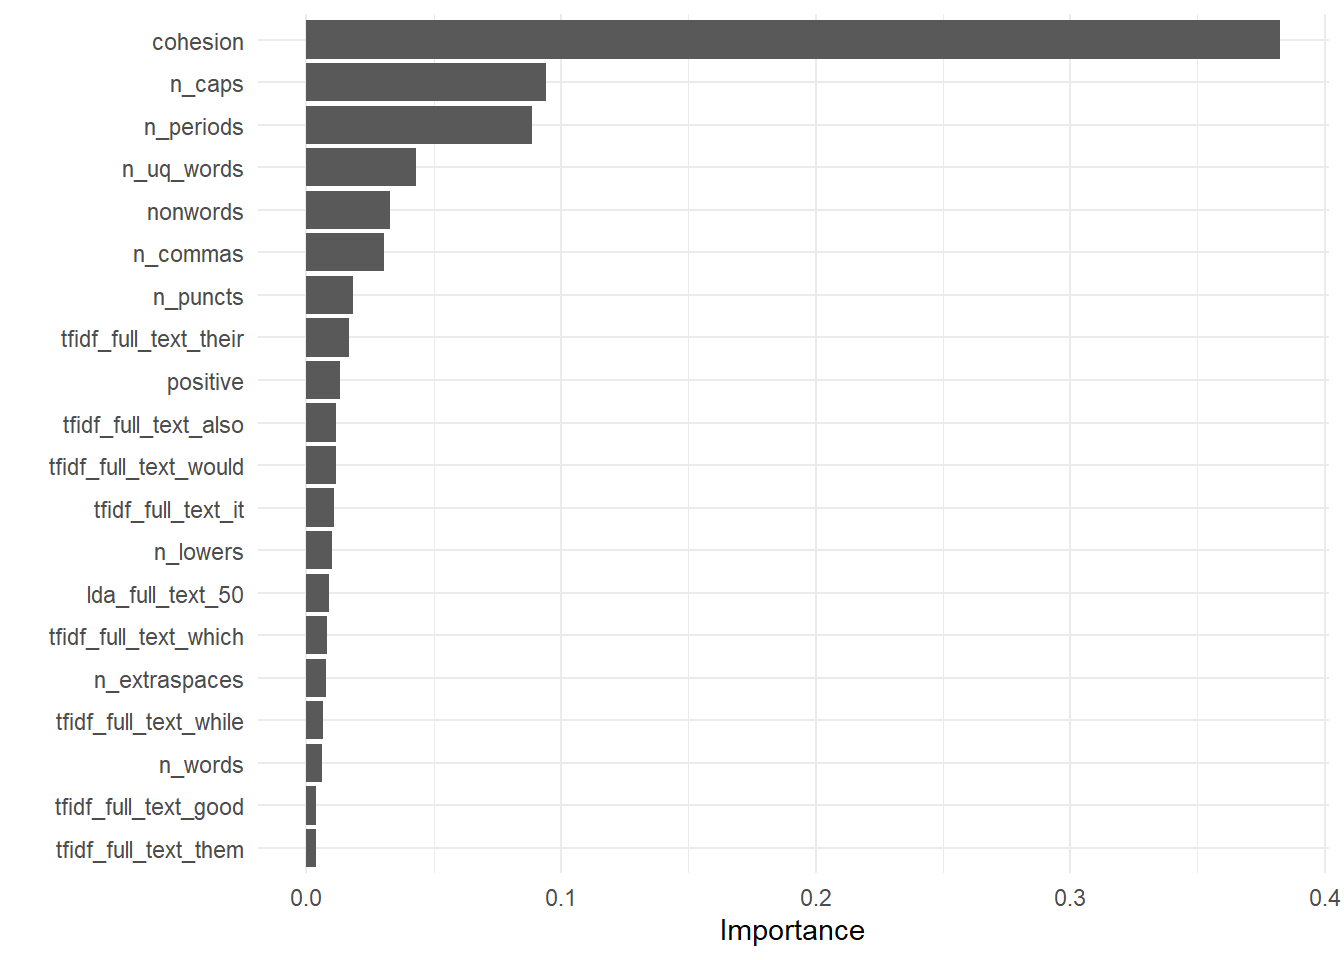 cohesion
n_caps
n_periods
n_uq_words
nonwords
n_commas
n_puncts
tfidf_full_text_their
positive
tfidf_full_text_also
tfidf_full_text_would
tfidf_full_text_it
n_lowers
lda_full_text_50
tfidf_full_text_which
n_extraspaces
tfidf_full_text_while
n_words
tfidf_full_text_good
tfidf_full_text_them
0.0 0.1 0.2 0.3 0.4
Importance